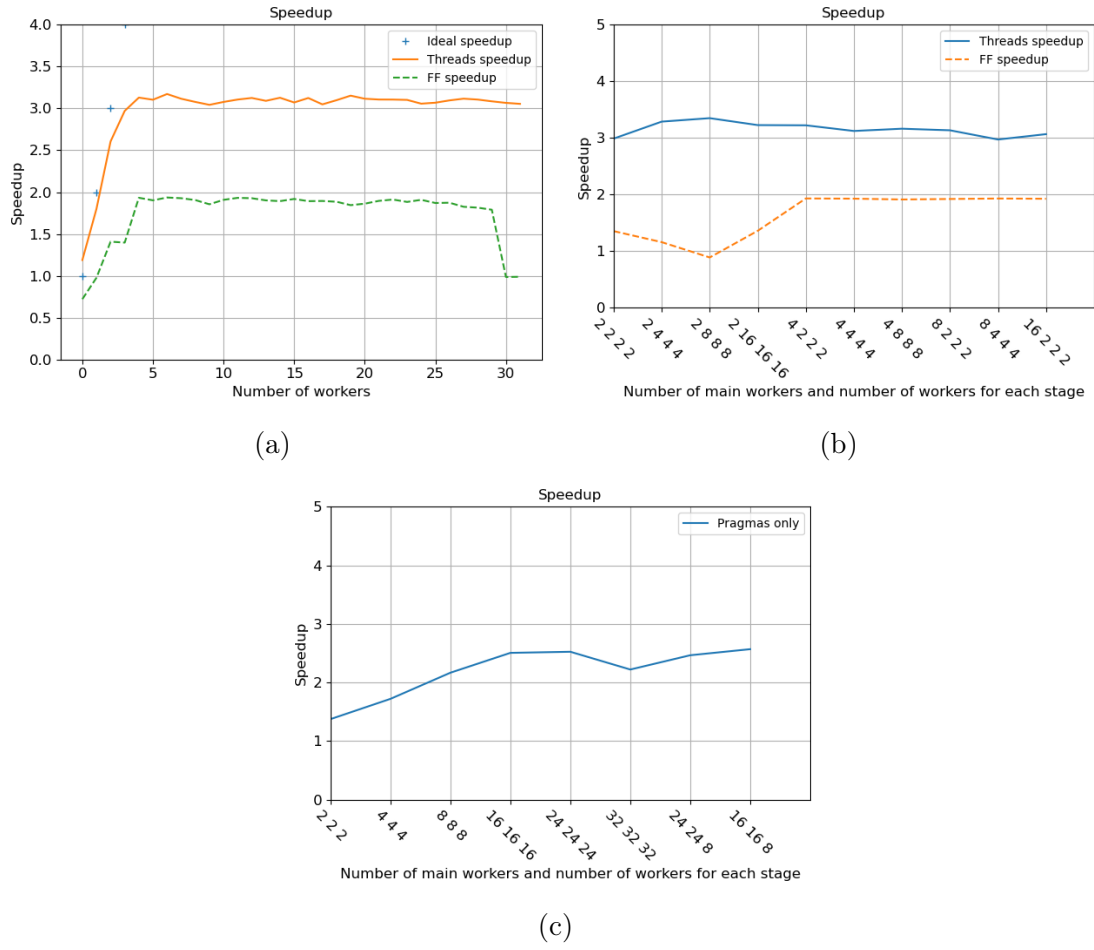 Speedup
4.0
3.5
3.0
2.5
2.0
1.5
1.0
0.5
0.0
Speedup
Ideal speedup
Threads speedup
FF speedup
0 5 10 15 20 25 30
Number of workers
(a)
Speedup
5
4
3
2
1
0
Speedup
Threads speedup
FF speedup
2 2 2 2
2 4 4 4
2 8 8 8
2 16 16 16
4 2 2 2
4 4 4 4
4 8 8 8
8 2 2 2
8 4 4 4
16 2 2 2
Number of main workers and number of workers for each stage
(b)
Speedup
5
4
3
2
1
0
Speedup
Pragmas only
2 2 2
4 4 4
8 8 8
16 16 16
24 24 24
32 32 32
24 24 8
16 16 8
Number of main workers and number of workers for each stage
(c)